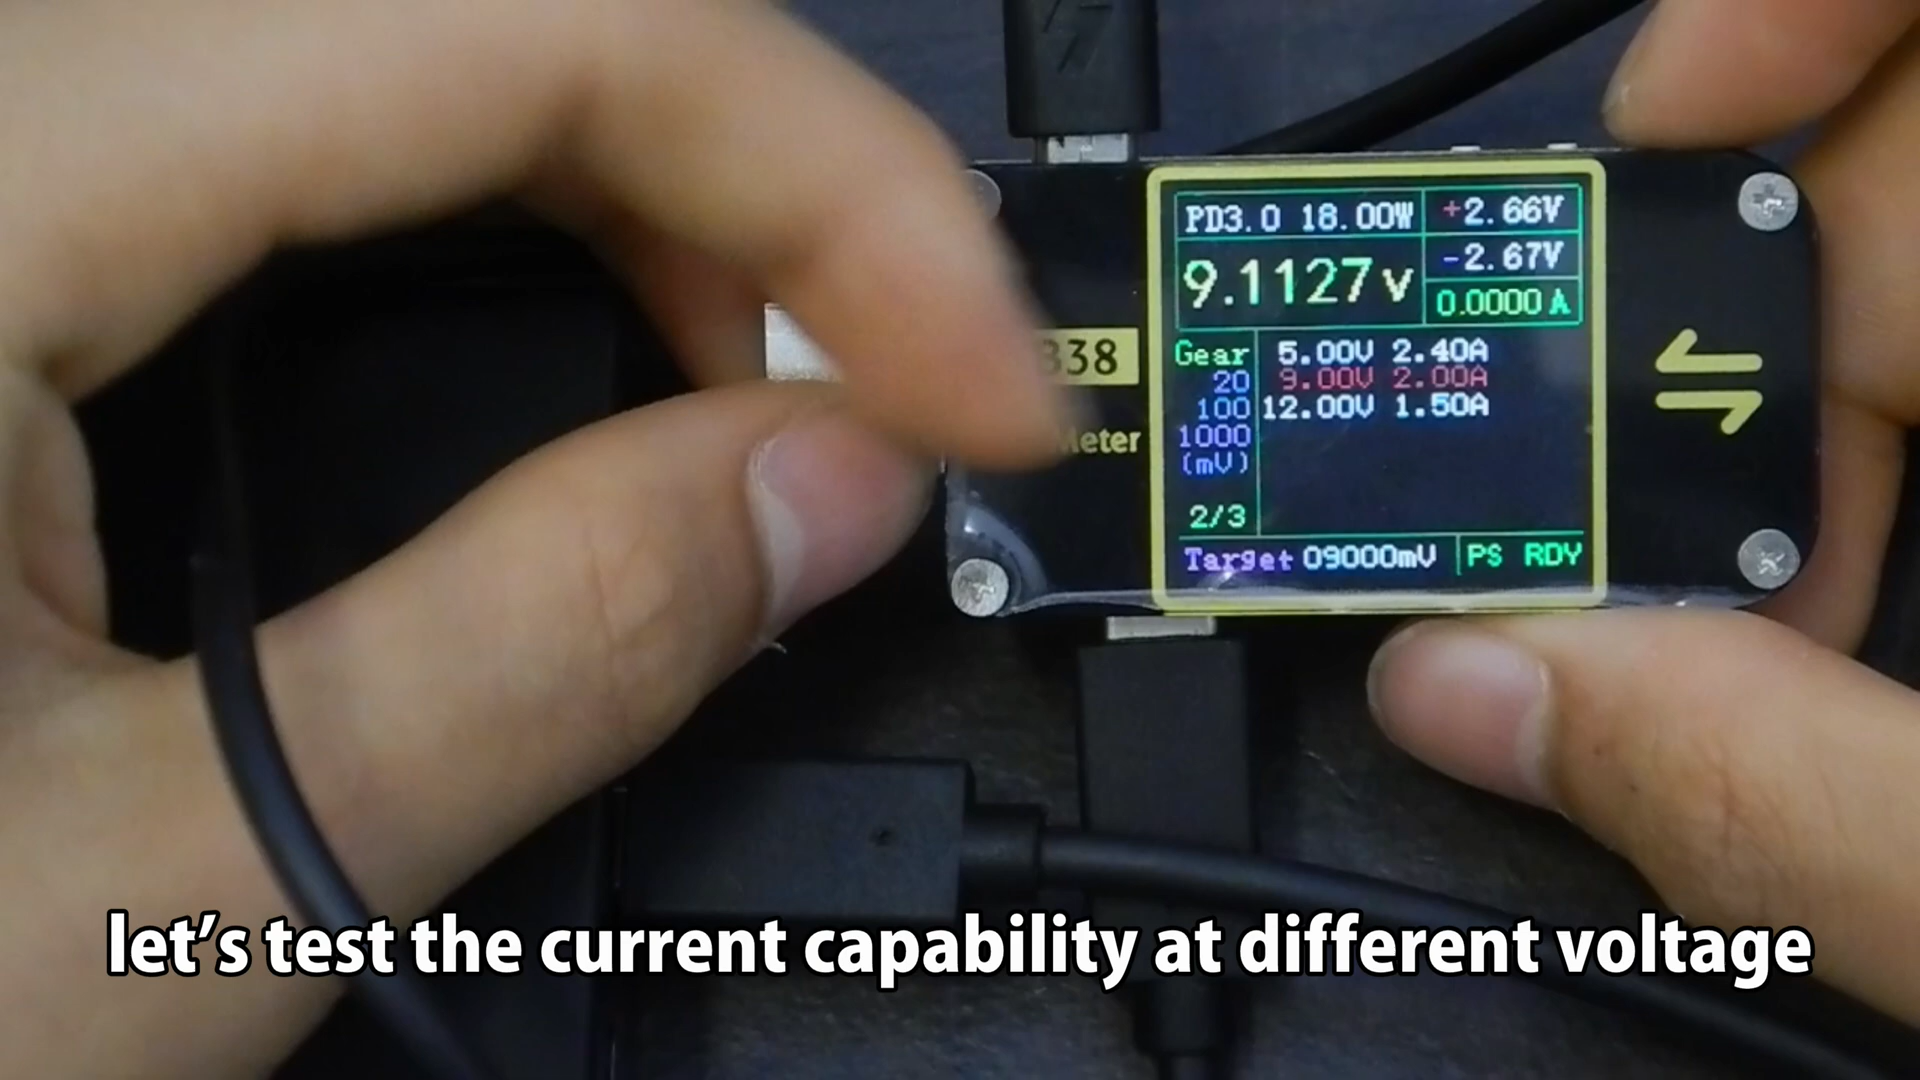 PD3.0 18.00W +2.66V
9.1127v -2.67V
0.0000A
Gear 5.00V 2.40A
20 9.00V 2.00A
100 12.00V 1.50A
1000
(mV)
2/3
Target 09000mV PS RDY
38
Meter
let's test the current capability at different voltage